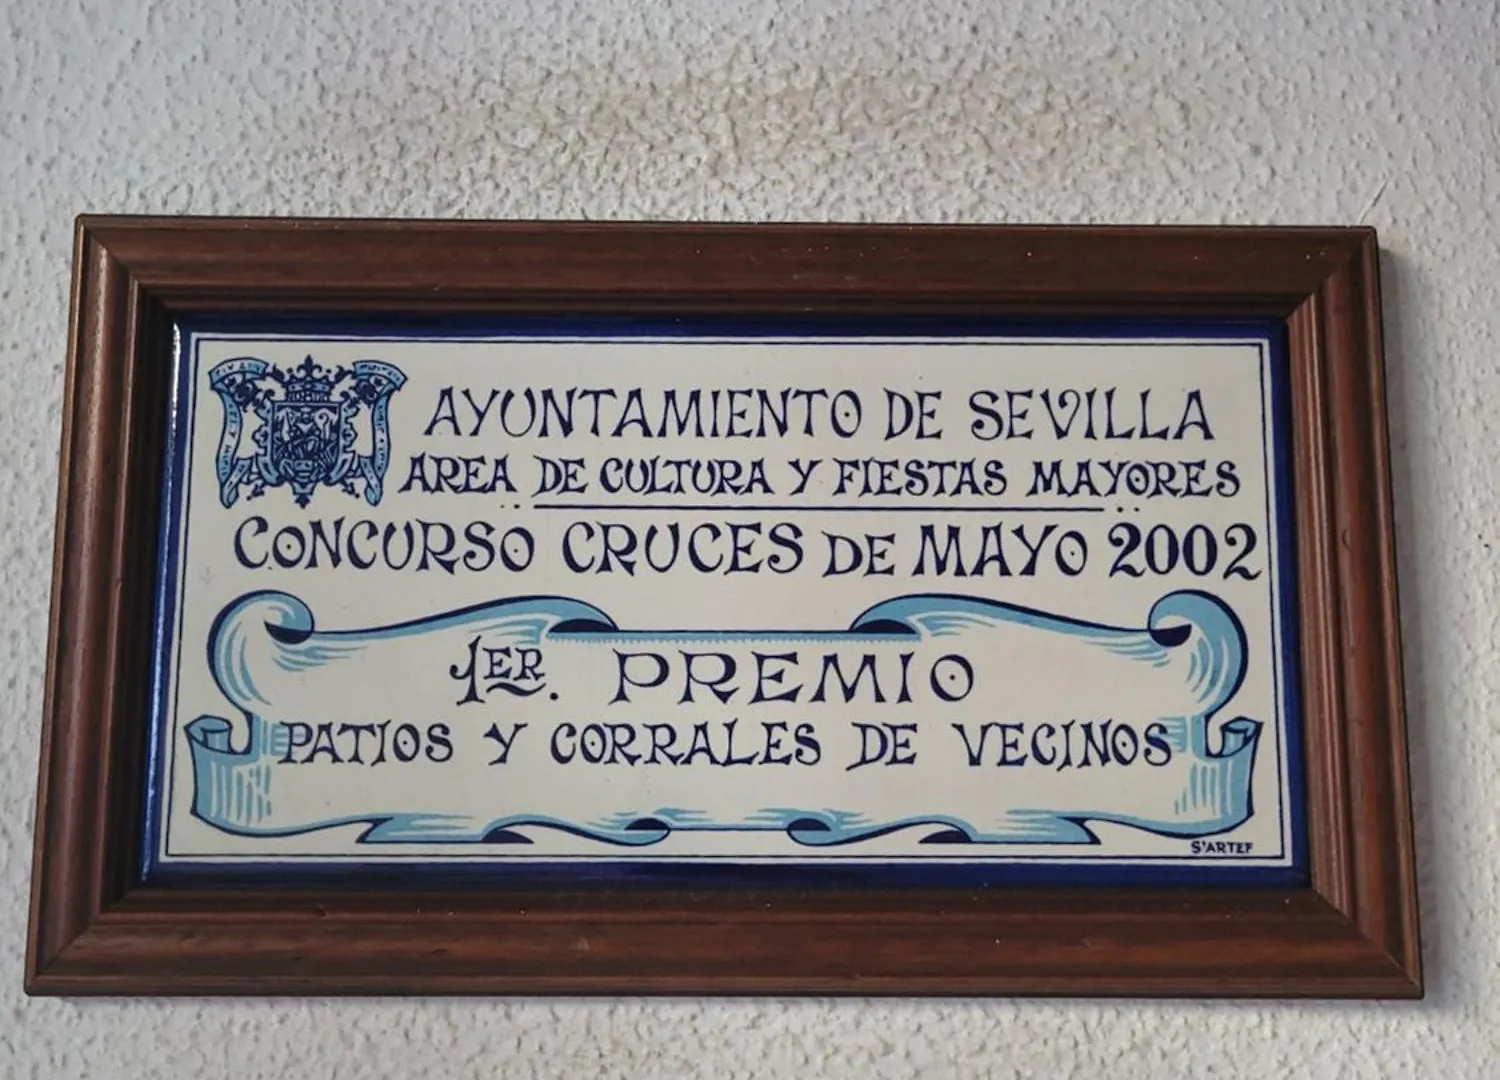 AYUNTAMIENTO DE SEVILLA
AREA DE CULTURA Y FIESTAS MAYORES
CONCURSO CRUCES DE MAYO 2002
1ER. PREMIO
PATIOS Y CORRALES DE VECINOS
S'ARTEF